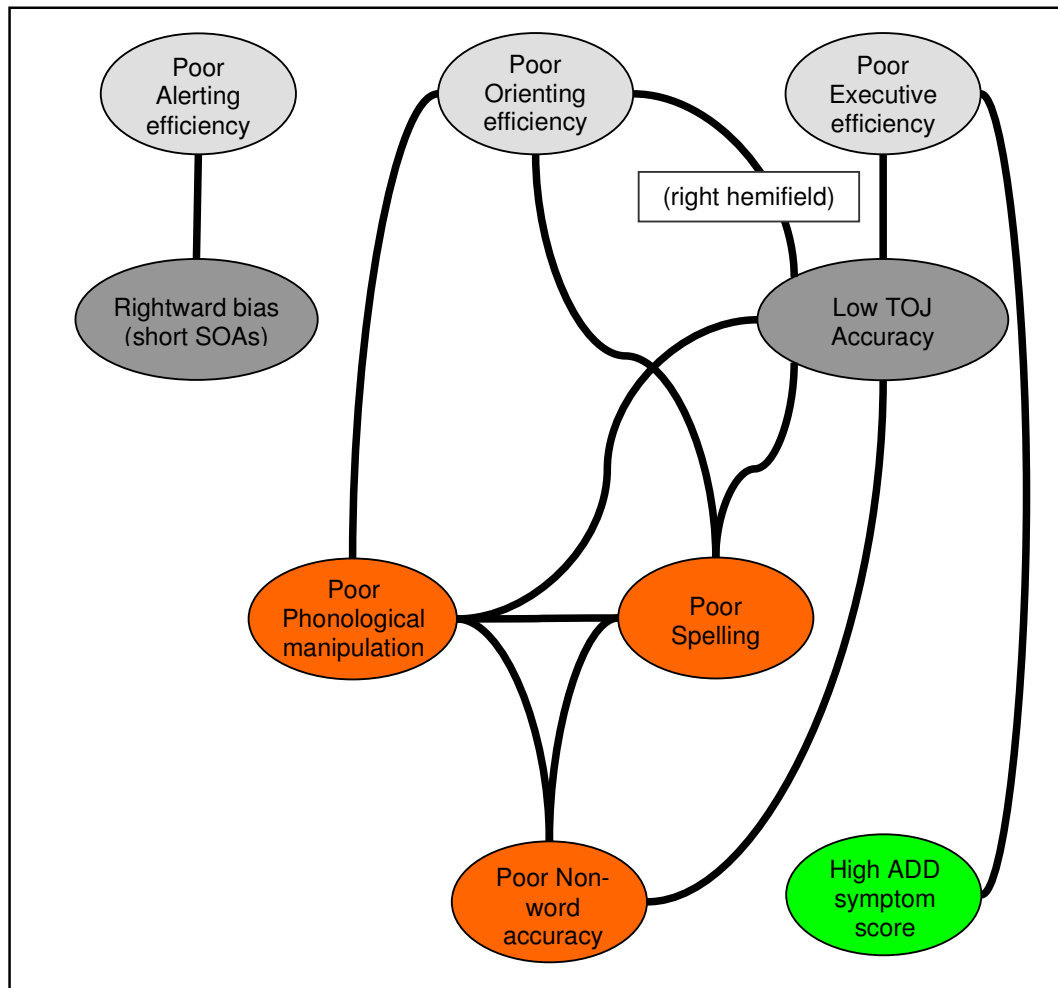 Poor
Alerting
efficiency
Poor
Orienting
efficiency
Poor
Executive
efficiency
(right hemifield)
Rightward bias
(short SOAs)
Low TOJ
Accuracy
Poor
Phonological
manipulation
Poor
Spelling
Poor Non-
word
accuracy
High ADD
symptom
score